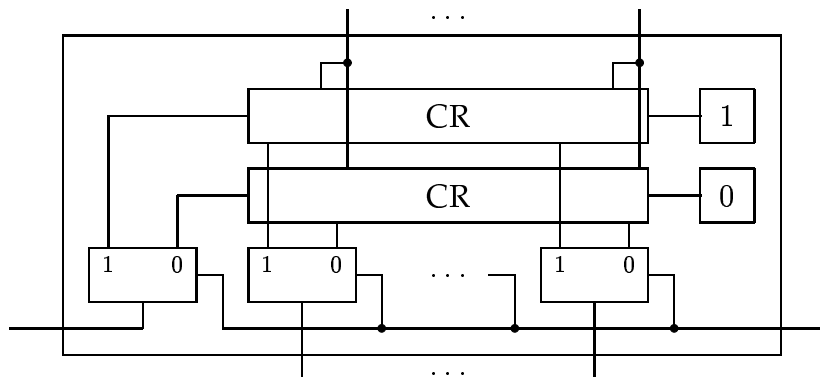 . . .
CR 1
CR 0
1 0 1 0 . . . 1 0
. . .